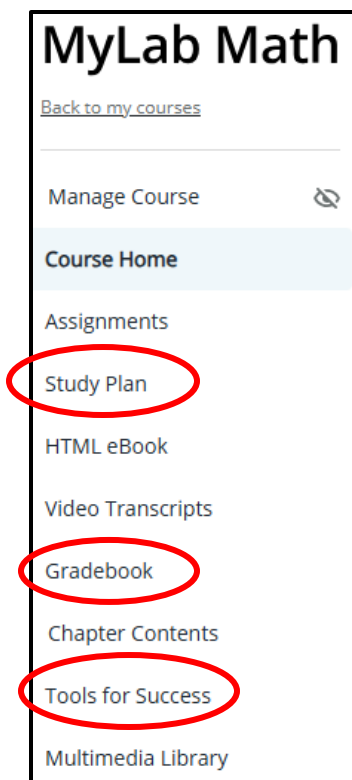 MyLab Math
Back to my courses
Manage Course
Course Home
Assignments
Study Plan
HTML eBook
Video Transcripts
Gradebook
Chapter Contents
Tools for Success
Multimedia Library